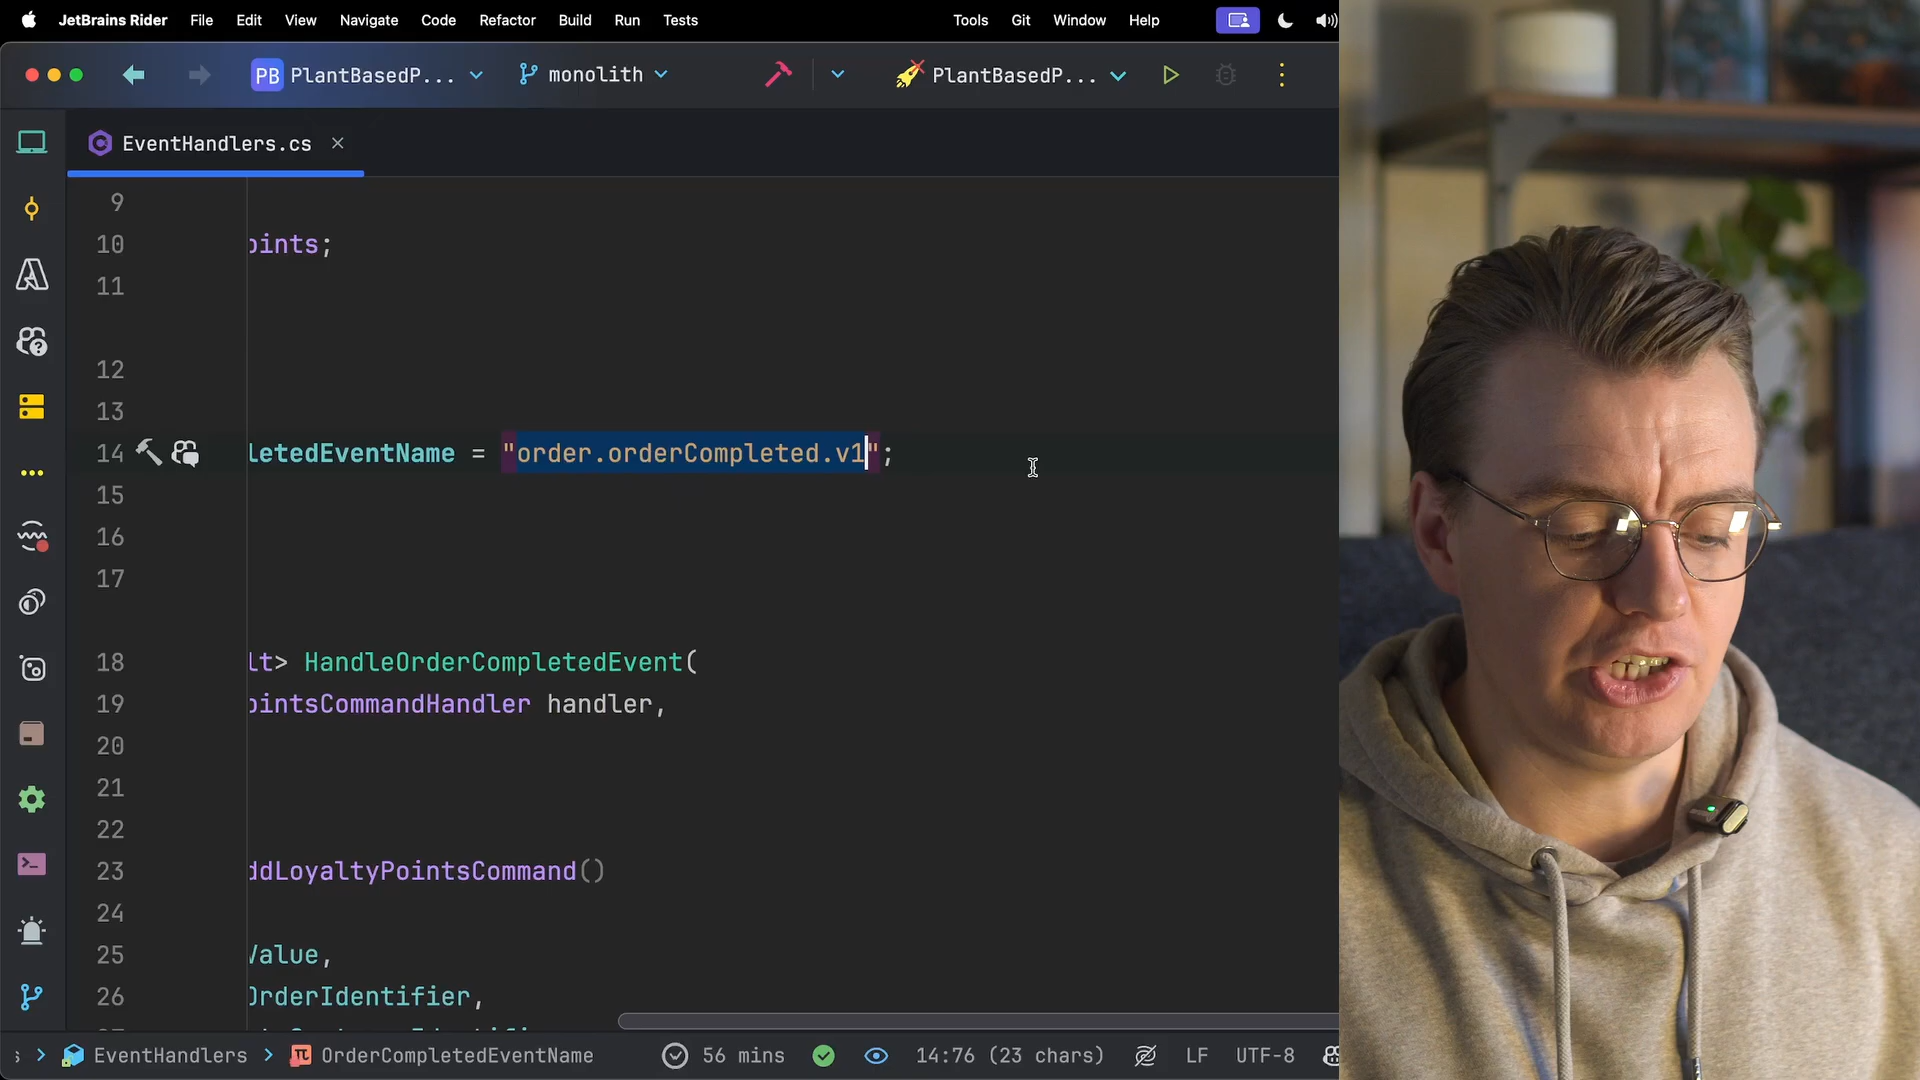 JetBrains Rider File Edit View Navigate Code Refactor Build Run Tests Tools Git Window Help
PB PlantBasedP... monolith PlantBasedP...
EventHandlers.cs
9
10 oints;
11
12
13
14 letedEventName = "order.orderCompleted.v1";
15
16
17
18 lt> HandleOrderCompletedEvent(
19 ointsCommandHandler handler,
20
21
22
23 ddLoyaltyPointsCommand()
24
25 Value,
26 OrderIdentifier,
s > EventHandlers > OrderCompletedEventName 56 mins 14:76 (23 chars) LF UTF-8